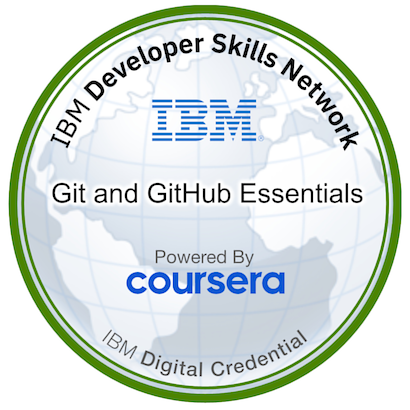 IBM Developer Skills Network
IBM
Git and GitHub Essentials
Powered By
coursera
IBM Digital Credential